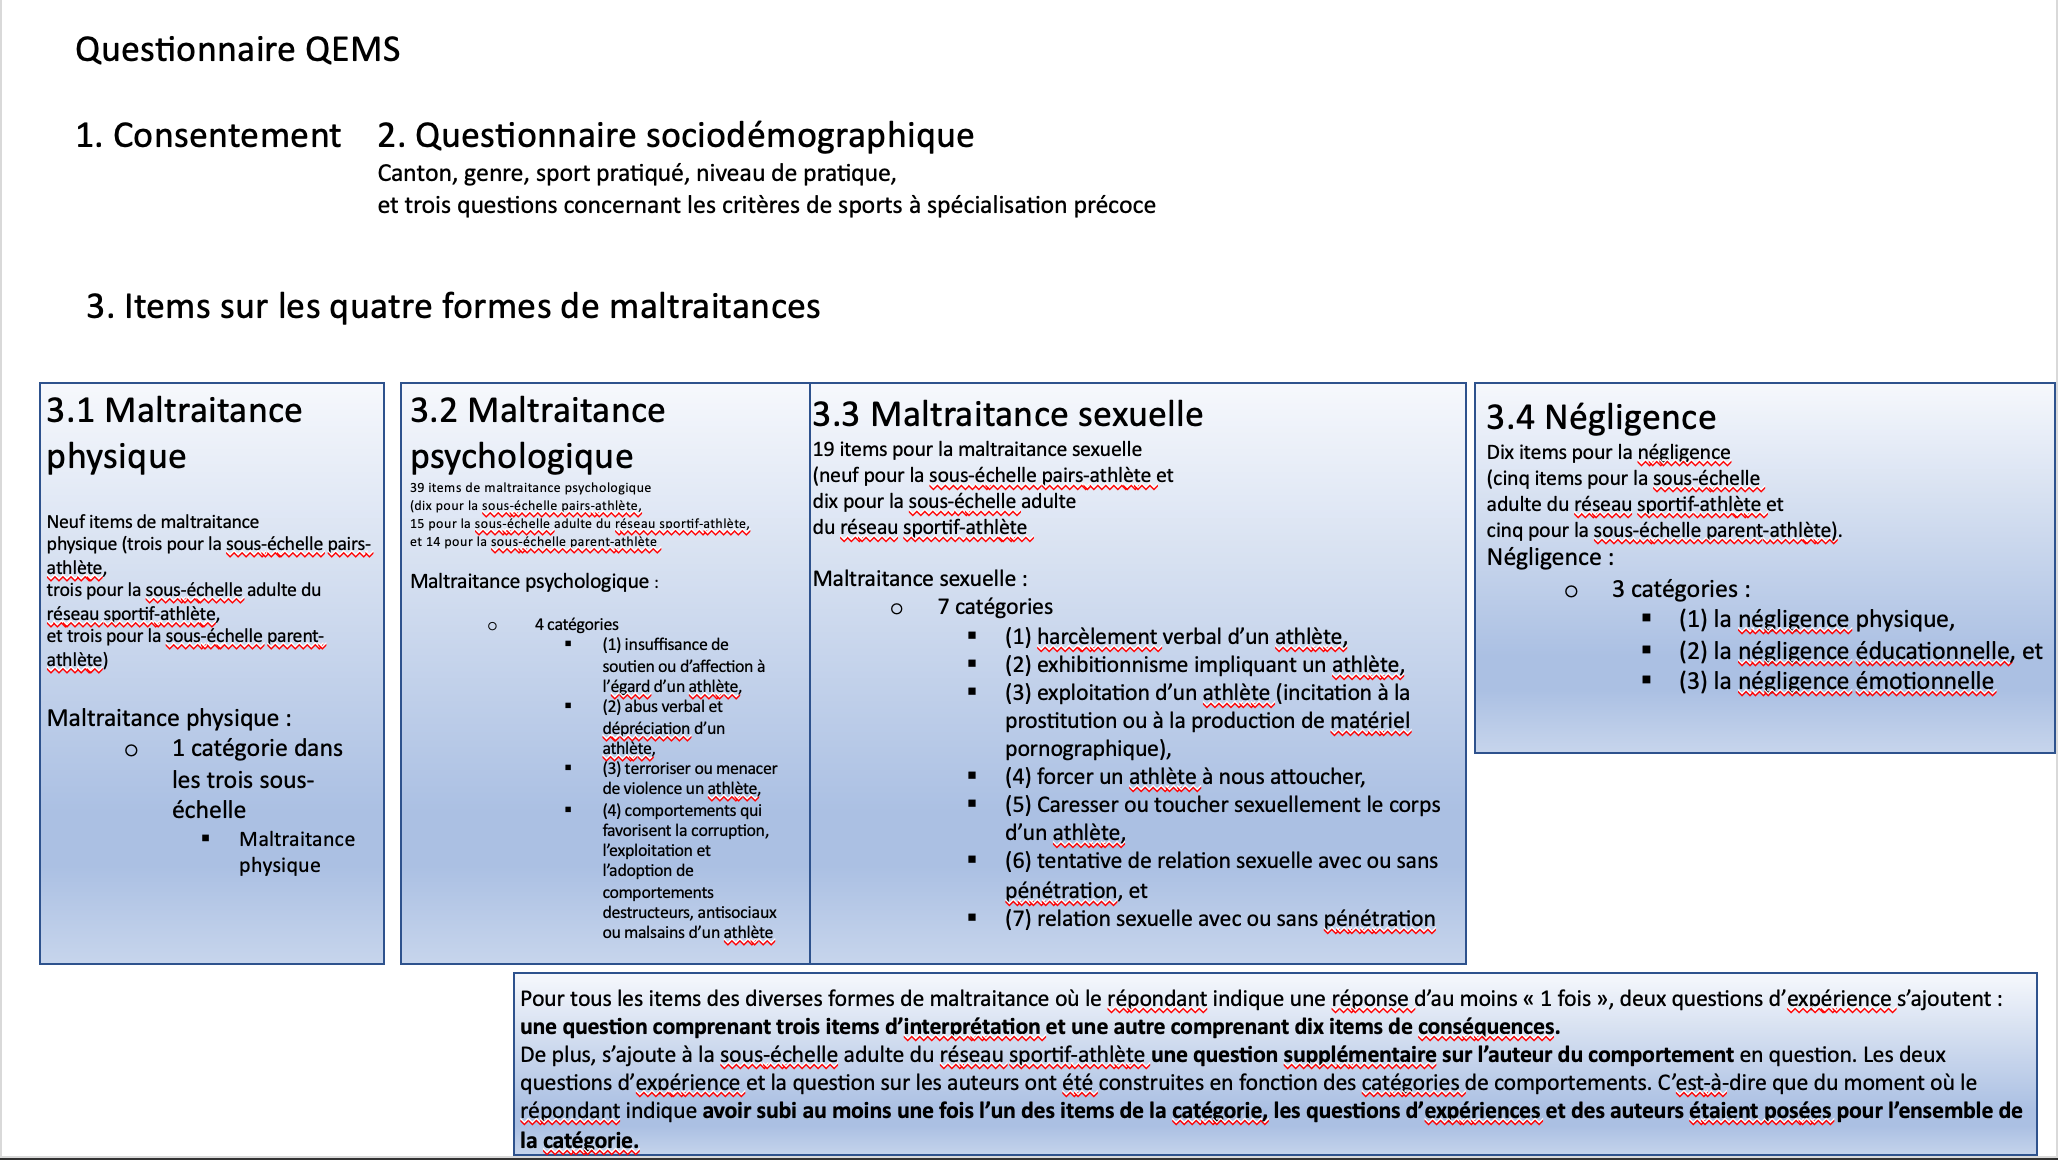 Questionnaire QEMS
1. Consentement
2. Questionnaire sociodémographique
Canton, genre, sport pratiqué, niveau de pratique,
et trois questions concernant les critères de sports à spécialisation précoce
3. Items sur les quatre formes de maltraitances
3.1 Maltraitance
physique
Neuf items de maltraitance
physique (trois pour la sous-échelle pairs-
athlète,
trois pour la sous-échelle adulte du
réseau sportif-athlète,
et trois pour la sous-échelle parent-
athlète)
Maltraitance physique :
o 1 catégorie dans
les trois sous-
échelle
▪ Maltraitance
physique
3.2 Maltraitance
psychologique
39 items de maltraitance psychologique
(dix pour la sous-échelle pairs-athlète,
15 pour la sous-échelle adulte du réseau sportif-athlète,
et 14 pour la sous-échelle parent-athlète
Maltraitance psychologique :
o 4 catégories
▪ (1) insuffisance de
soutien ou d’affection à
l’égard d’un athlète,
▪ (2) abus verbal et
dépréciation d’un
athlète,
▪ (3) terroriser ou menacer
de violence un athlète,
▪ (4) comportements qui
favorisent la corruption,
l’exploitation et
l’adoption de
comportements
destructeurs, antisociaux
ou malsains d’un athlète
3.3 Maltraitance sexuelle
19 items pour la maltraitance sexuelle
(neuf pour la sous-échelle pairs-athlète et
dix pour la sous-échelle adulte
du réseau sportif-athlète
Maltraitance sexuelle :
o 7 catégories
▪ (1) harcèlement verbal d’un athlète,
▪ (2) exhibitionnisme impliquant un athlète,
▪ (3) exploitation d’un athlète (incitation à la
prostitution ou à la production de matériel
pornographique),
▪ (4) forcer un athlète à nous attoucher,
▪ (5) Caresser ou toucher sexuellement le corps
d’un athlète,
▪ (6) tentative de relation sexuelle avec ou sans
pénétration, et
▪ (7) relation sexuelle avec ou sans pénétration
3.4 Négligence
Dix items pour la négligence
(cinq items pour la sous-échelle
adulte du réseau sportif-athlète et
cinq pour la sous-échelle parent-athlète).
Négligence :
o 3 catégories :
▪ (1) la négligence physique,
▪ (2) la négligence éducationnelle, et
▪ (3) la négligence émotionnelle
Pour tous les items des diverses formes de maltraitance où le répondant indique une réponse d’au moins « 1 fois », deux questions d’expérience s’ajoutent :
une question comprenant trois items d’interprétation et une autre comprenant dix items de conséquences.
De plus, s’ajoute à la sous-échelle adulte du réseau sportif-athlète une question supplémentaire sur l’auteur du comportement en question. Les deux
questions d’expérience et la question sur les auteurs ont été construites en fonction des catégories de comportements. C’est-à-dire que du moment où le
répondant indique avoir subi au moins une fois l’un des items de la catégorie, les questions d’expériences et des auteurs étaient posées pour l’ensemble de
la catégorie.